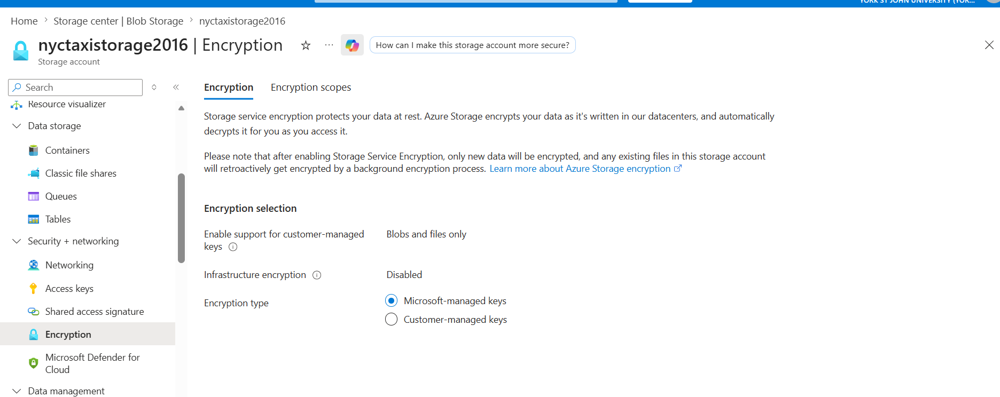 YORK ST JOHN UNIVERSITY (YOR...
Home > Storage center | Blob Storage > nyctaxistorage2016
nyctaxistorage2016 | Encryption
How can I make this storage account more secure?
Storage account
Search
Encryption
Encryption scopes
Resource visualizer
Data storage
Containers
Classic file shares
Queues
Tables
Security + networking
Networking
Access keys
Shared access signature
Encryption
Microsoft Defender for
Cloud
Data management
Storage service encryption protects your data at rest. Azure Storage encrypts your data as it's written in our datacenters, and automatically
decrypts it for you as you access it.
Please note that after enabling Storage Service Encryption, only new data will be encrypted, and any existing files in this storage account
will retroactively get encrypted by a background encryption process. Learn more about Azure Storage encryption
Encryption selection
Enable support for customer-managed
keys
Blobs and files only
Infrastructure encryption
Disabled
Encryption type
Microsoft-managed keys
Customer-managed keys